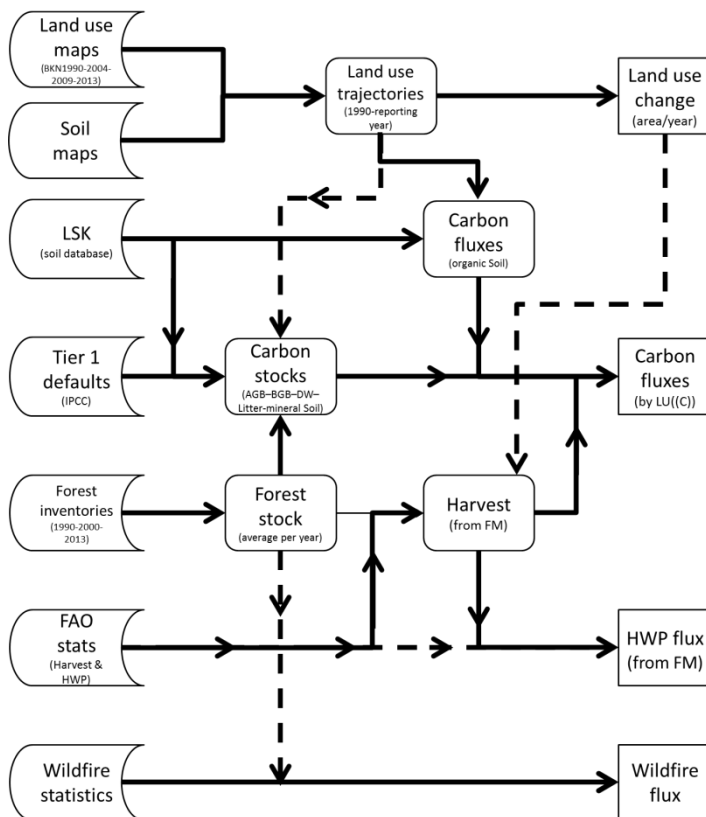 Land use
maps
(BKN1990-2004-
2009-2013)
Land use
trajectories
(1990-reporting
year)
Land use
change
(area/year)
Soil
maps
LSK
(soil database)
Carbon
fluxes
(organic Soil)
Tier 1
defaults
(IPCC)
Carbon
stocks
(AGB–BGB–DW–
Litter-mineral Soil)
Carbon
fluxes
(by LU((C))
Forest
inventories
(1990-2000-
2013)
Forest
stock
(average per year)
Harvest
(from FM)
FAO
stats
(Harvest &
HWP)
HWP flux
(from FM)
Wildfire
statistics
Wildfire
flux